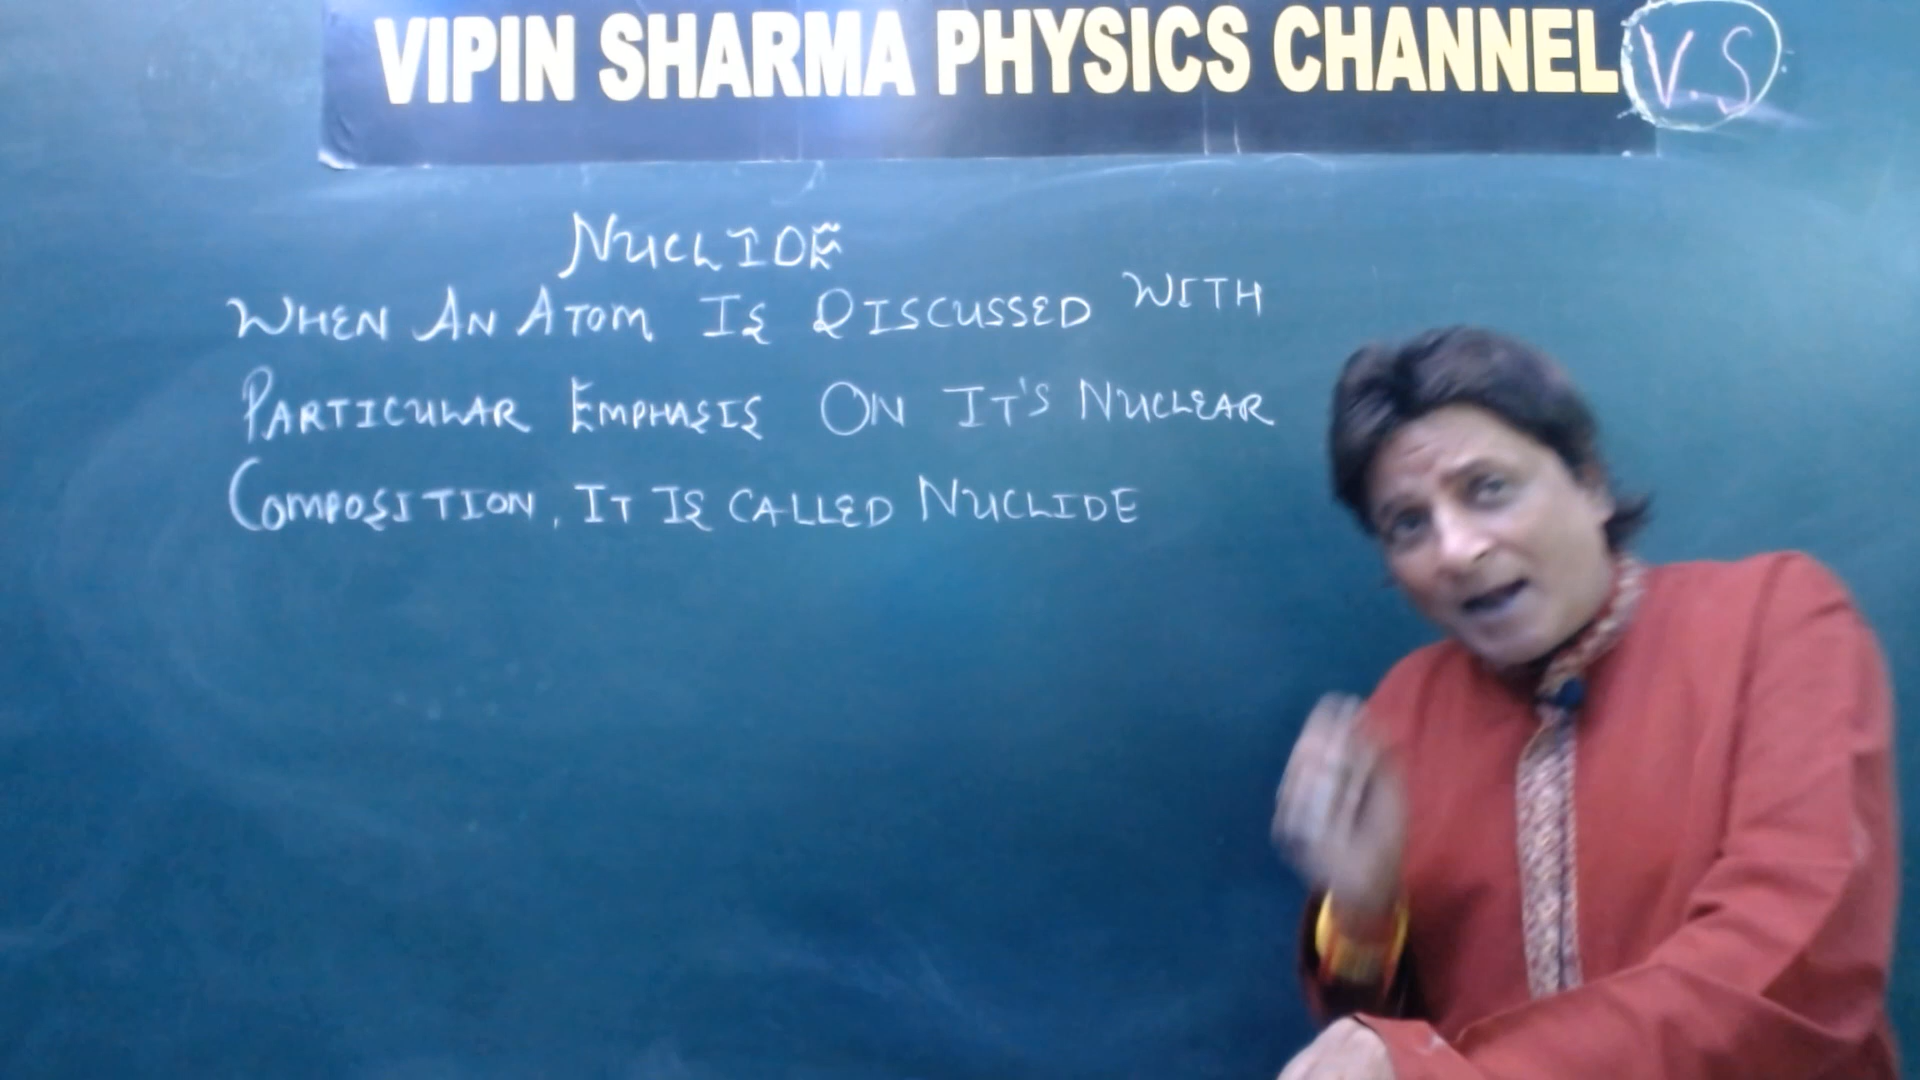 VIPIN SHARMA PHYSICS CHANNEL V.S
NUCLIDE
WHEN AN ATOM IS DISCUSSED WITH
PARTICULAR EMPHASIS ON IT'S NUCLEAR
COMPOSITION, IT IS CALLED NUCLIDE